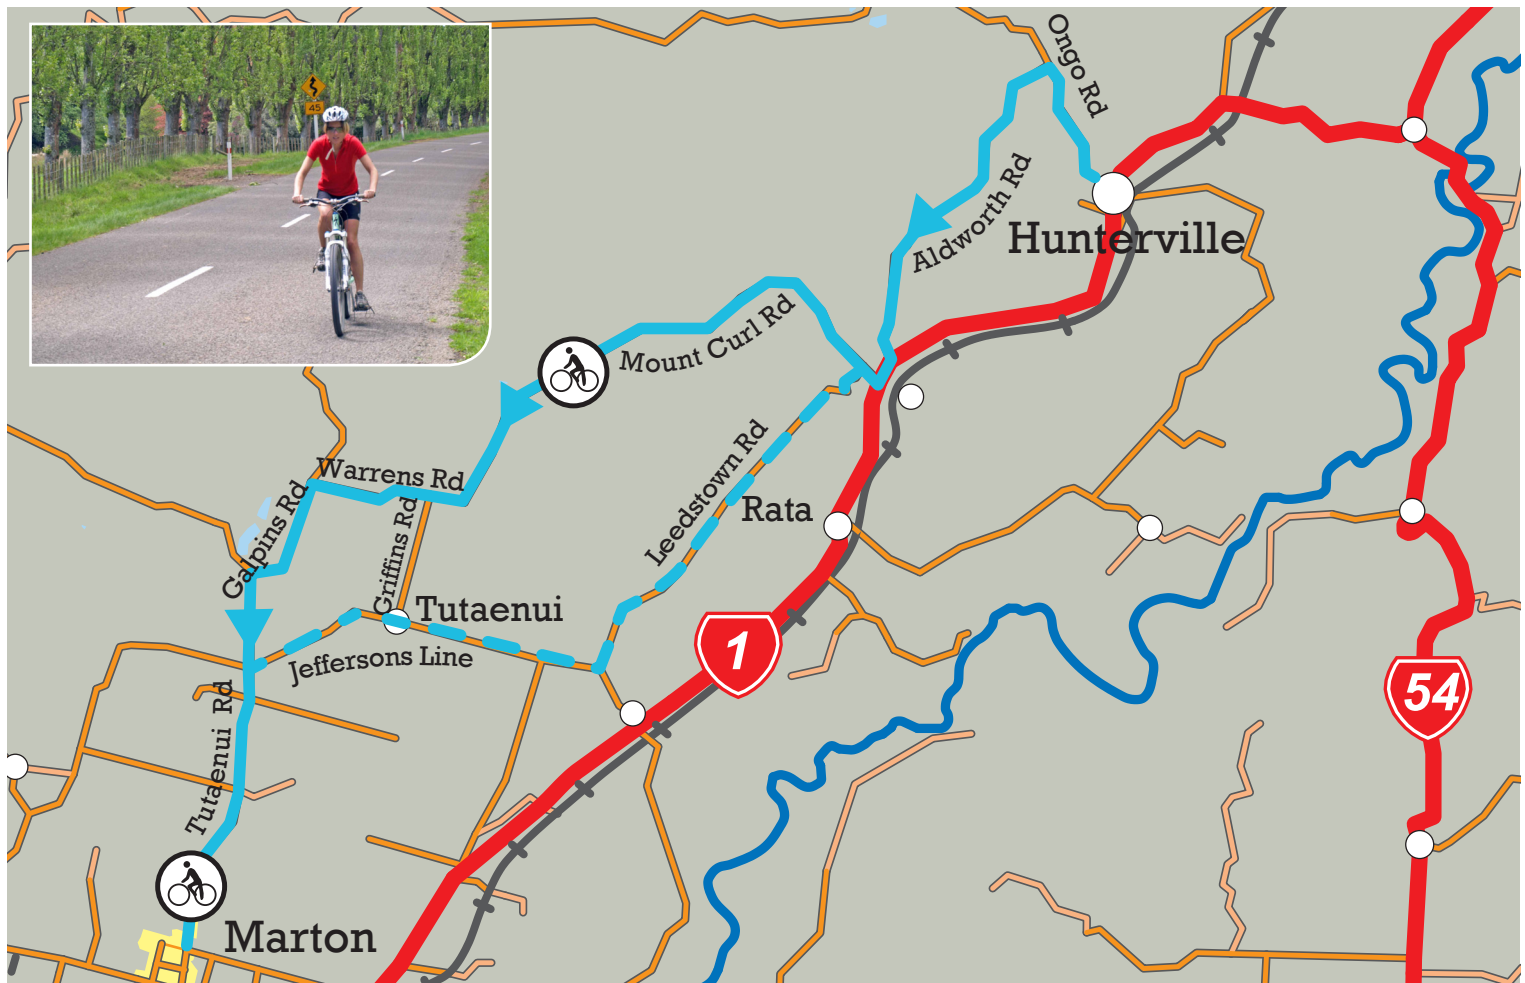 45
Ongo Rd
Aldworth Rd
Hunterville
Mount Curl Rd
Warrens Rd
Galpins Rd
Griffins Rd
Leedstown Rd
Rata
Tutaenui
Jeffersons Line
1
54
Tutaenui Rd
Marton